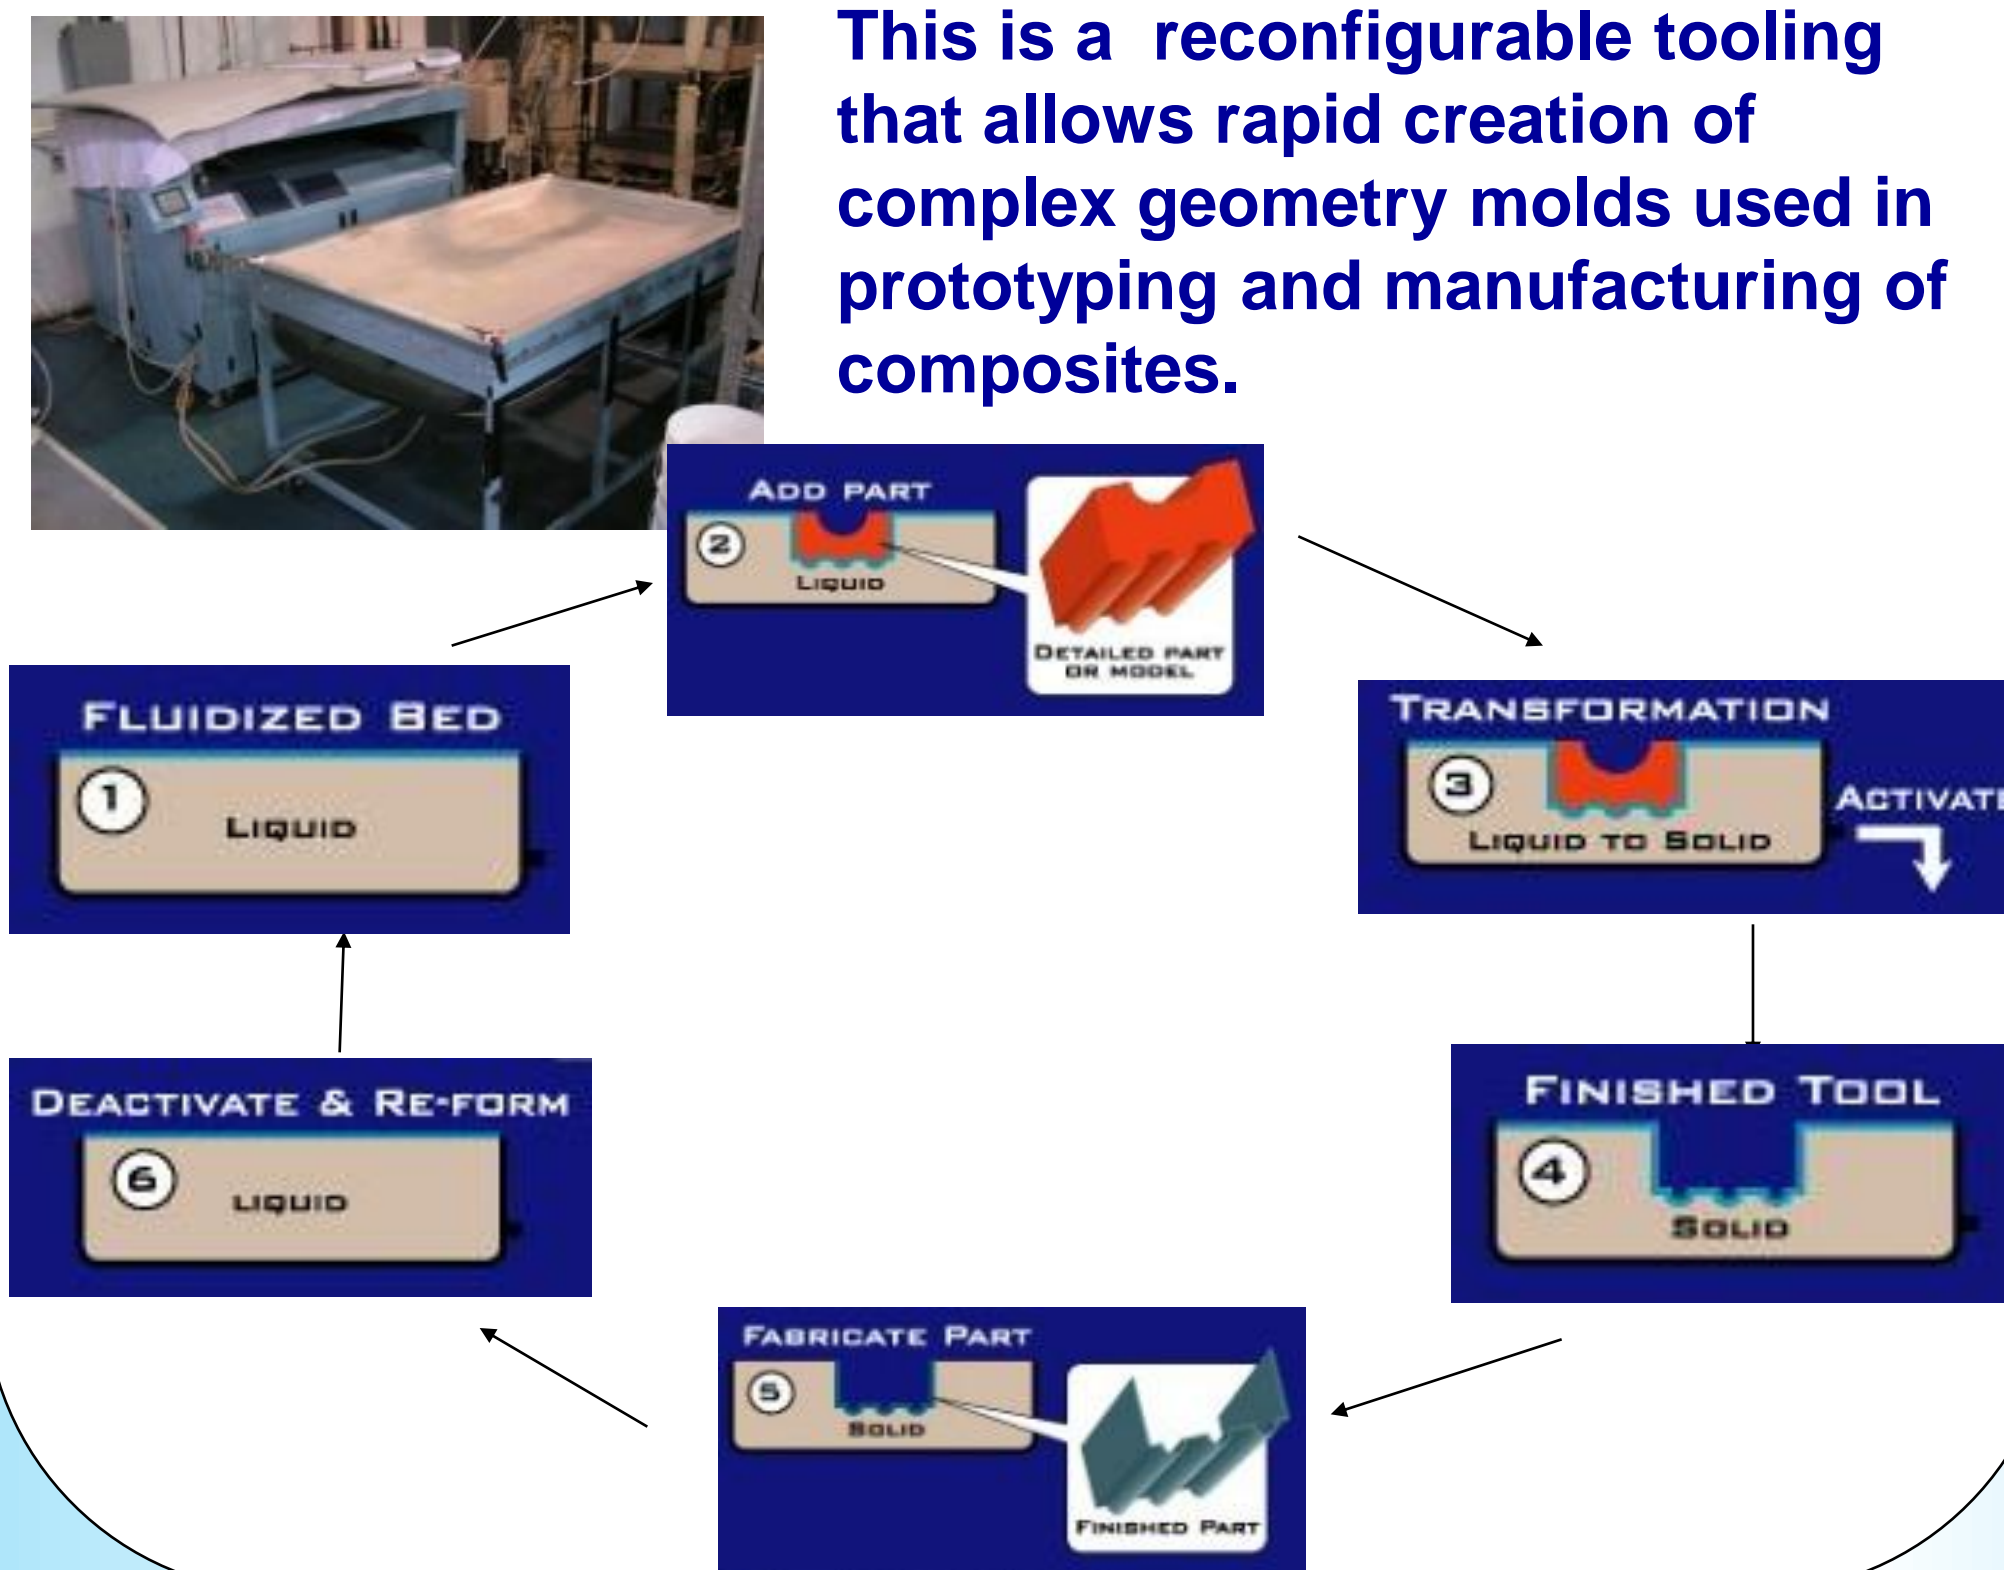 This is a reconfigurable tooling
that allows rapid creation of
complex geometry molds used in
prototyping and manufacturing of
composites.
ADD PART
2
LIQUID
DETAILED PART
OR MODEL
FLUIDIZED BED
1
LIQUID
TRANSFORMATION
3
ACTIVATE
LIQUID TO SOLID
DEACTIVATE & RE-FORM
6
LIQUID
FINISHED TOOL
4
SOLID
FABRICATE PART
5
SOLID
FINISHED PART